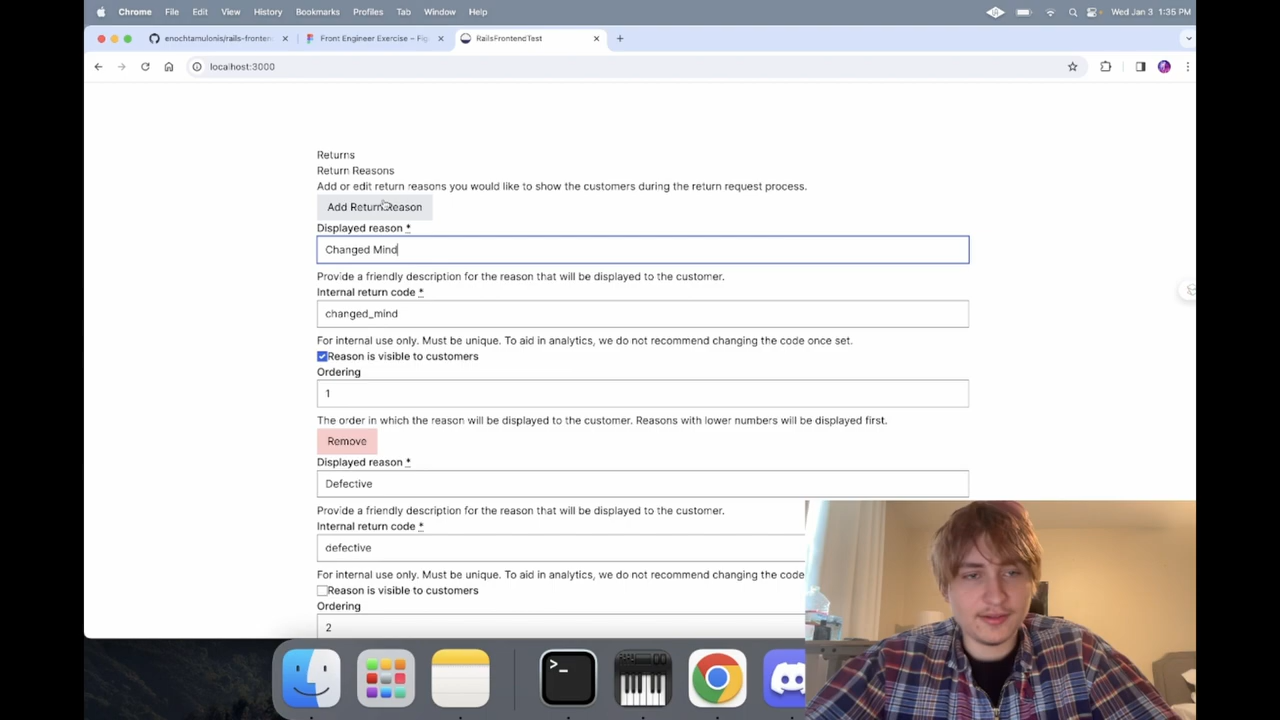 Chrome File Edit View History Bookmarks Profiles Tab Window Help Wed Jan 3 1:35 PM
enochtamulonis/rails-fronten Front Engineer Exercise – Fig RailsFrontendTest
localhost:3000
Returns
Return Reasons
Add or edit return reasons you would like to show the customers during the return request process.
Add Return Reason
Displayed reason *
Changed Mind
Provide a friendly description for the reason that will be displayed to the customer.
Internal return code *
changed_mind
For internal use only. Must be unique. To aid in analytics, we do not recommend changing the code once set.
Reason is visible to customers
Ordering
1
The order in which the reason will be displayed to the customer. Reasons with lower numbers will be displayed first.
Remove
Displayed reason *
Defective
Provide a friendly description for the reason that will be displayed to the customer.
Internal return code *
defective
For internal use only. Must be unique. To aid in analytics, we do not recommend changing the code
Reason is visible to customers
Ordering
2